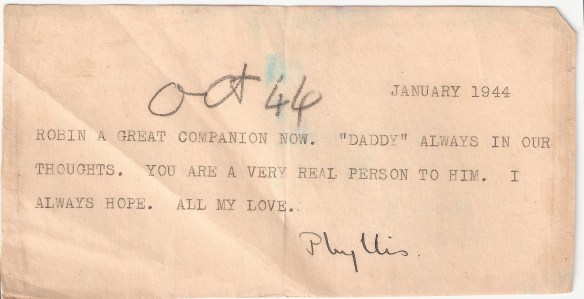 Oct 44
JANUARY 1944
ROBIN A GREAT COMPANION NOW. "DADDY" ALWAYS IN OUR
THOUGHTS. YOU ARE A VERY REAL PERSON TO HIM. I
ALWAYS HOPE. ALL MY LOVE.
Phyllis.